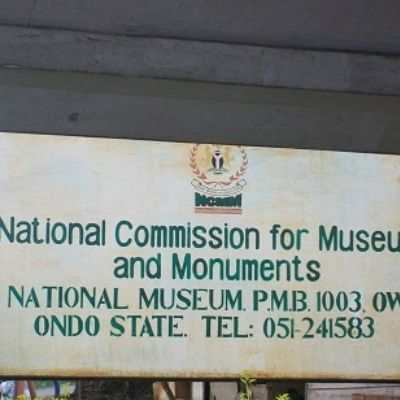 NCMM
National Commission for Museu
and Monuments
NATIONAL MUSEUM. P.M.B. 1003. OW
ONDO STATE. TEL: 051-241583